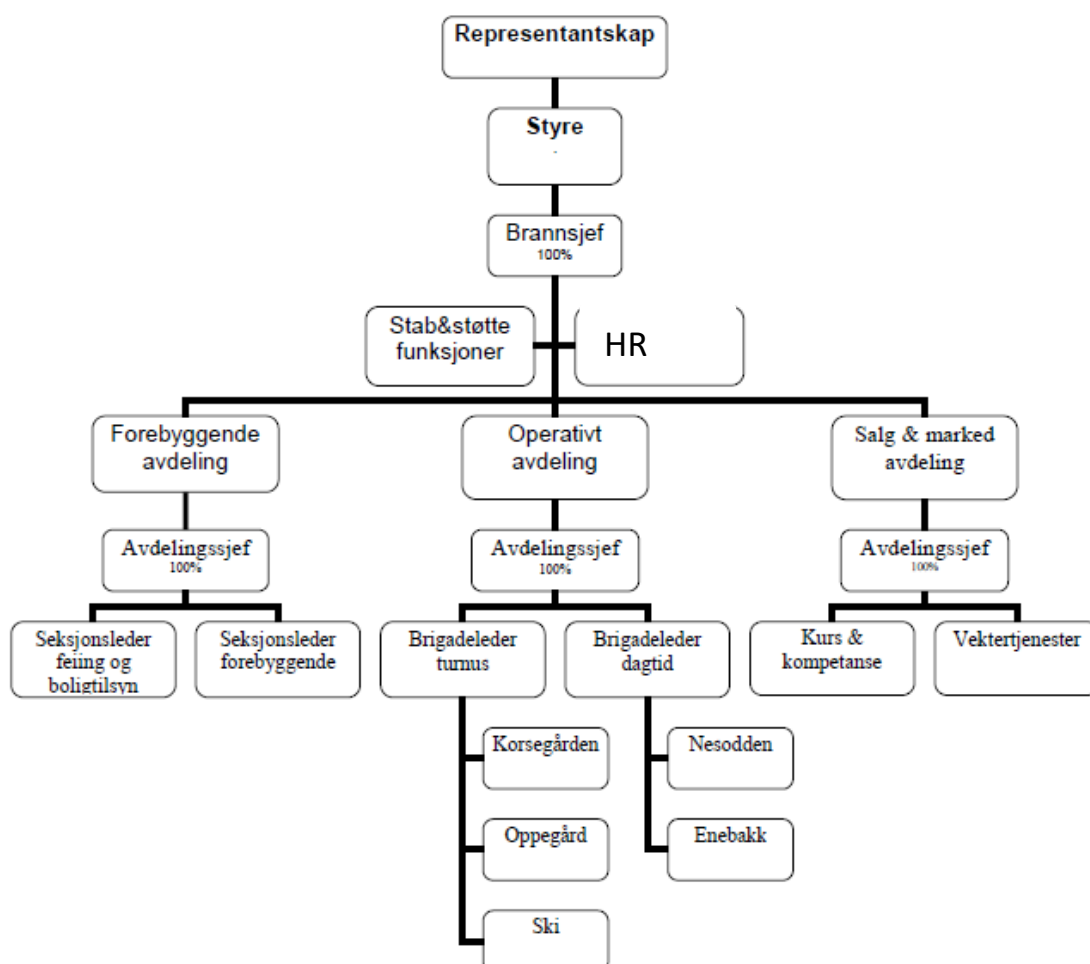 Representantskap
Styre
Brannsjef
100%
Stab&støtte
funksjoner
HR
Forebyggende
avdeling
Operativt
avdeling
Salg & marked
avdeling
Avdelingssjef
100%
Avdelingssjef
100%
Avdelingssjef
100%
Seksjonsleder
feiing og
boligtilsyn
Seksjonsleder
forebyggende
Brigadeleder
turnus
Brigadeleder
dagtid
Kurs &
kompetanse
Vektertjenester
Korsegården
Nesodden
Oppegård
Enebakk
Ski